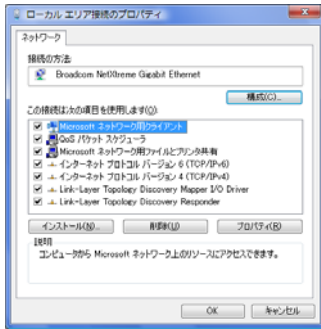 ローカル エリア接続のプロパティ
ネットワーク
接続の方法:
Broadcom NetXtreme Gigabit Ethernet
構成(C)...
この接続は次の項目を使用します(O):
Microsoft ネットワーク用クライアント
QoS パケット スケジューラ
Microsoft ネットワーク用ファイルとプリンタ共有
インターネット プロトコル バージョン 6 (TCP/IPv6)
インターネット プロトコル バージョン 4 (TCP/IPv4)
Link-Layer Topology Discovery Mapper I/O Driver
Link-Layer Topology Discovery Responder
インストール(N)... 削除(U) プロパティ(R)
説明
コンピュータから Microsoft ネットワーク上のリソースにアクセスできます。
OK キャンセル